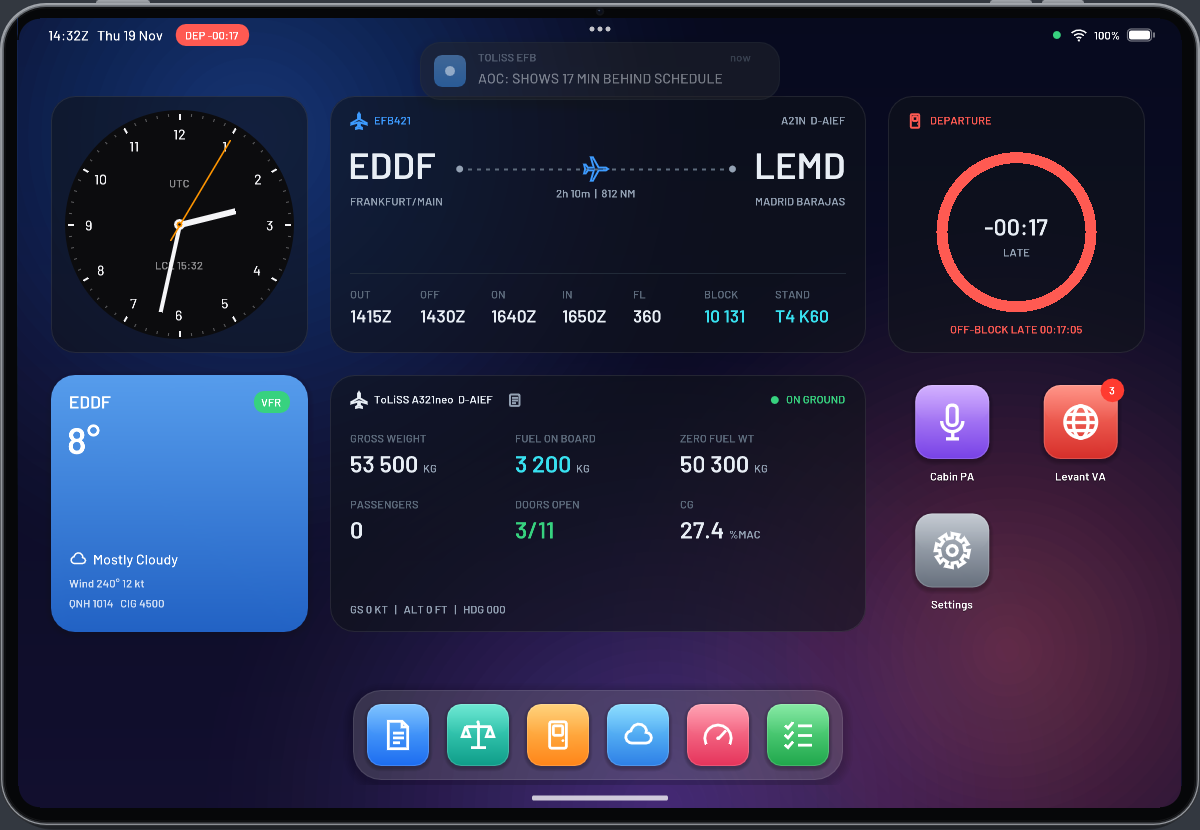 14:32Z Thu 19 Nov DEP -00:17
100%
TOLISS EFB now
AOC: SHOWS 17 MIN BEHIND SCHEDULE
12
1
2
3
4
5
6
7
8
9
10
11
UTC
15:32
EFB421 A21N D-AIEF
EDDF LEMD
2h 10m | 812 NM
FRANKFURT/MAIN MADRID BARAJAS
OUT OFF ON IN FL BLOCK STAND
1415Z 1430Z 1640Z 1650Z 360 10 131 T4 K60
DEPARTURE
-00:17
LATE
OFF-BLOCK LATE 00:17:05
EDDF VFR
8°
Mostly Cloudy
Wind 240° 12 kt
QNH 1014 CIG 4500
ToLiSS A321neo D-AIEF ON GROUND
GROSS WEIGHT FUEL ON BOARD ZERO FUEL WT
53 500 KG 3 200 KG 50 300 KG
PASSENGERS DOORS OPEN CG
0 3/11 27.4 %MAC
GS 0 KT | ALT 0 FT | HDG 000
3
Cabin PA Levant VA
Settings